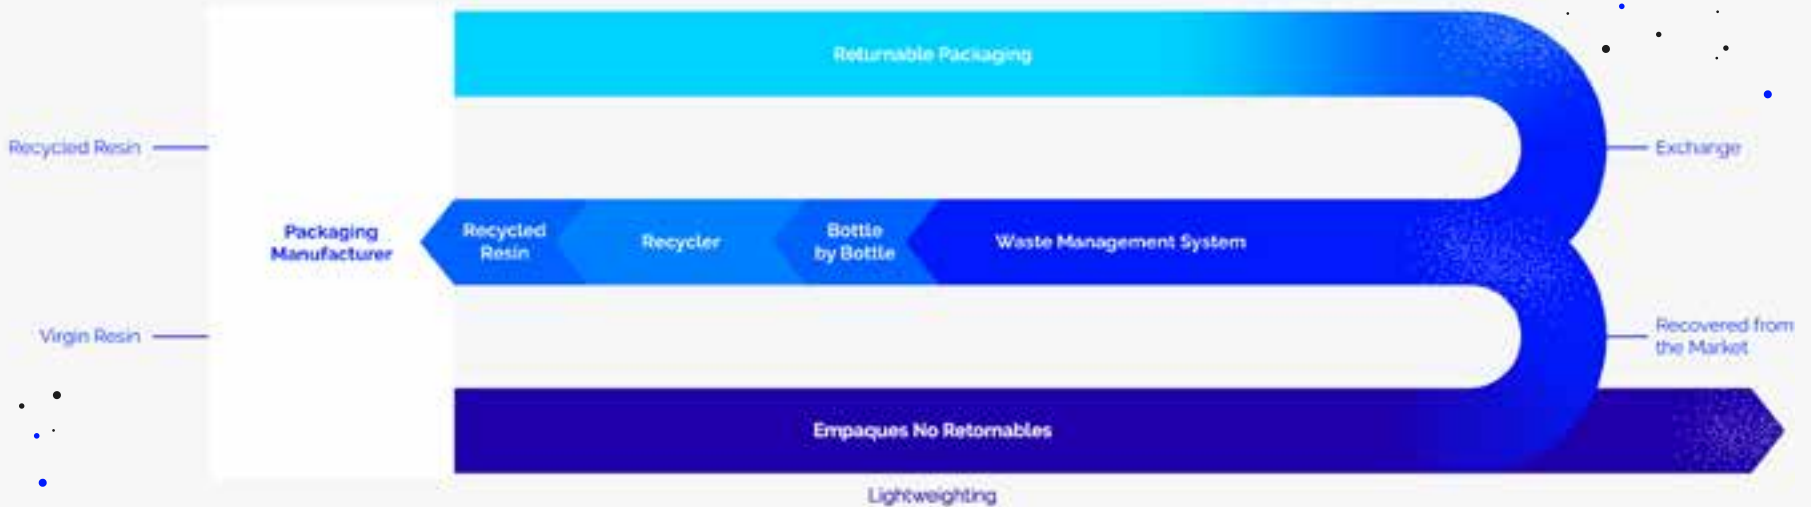 Returnable Packaging
Recycled Resin
Exchange
Packaging
Manufacturer
Recycled
Resin
Recycler
Bottle
by Bottle
Waste Management System
Virgin Resin
Recovered from
the Market
Empaques No Retornables
Lightweighting